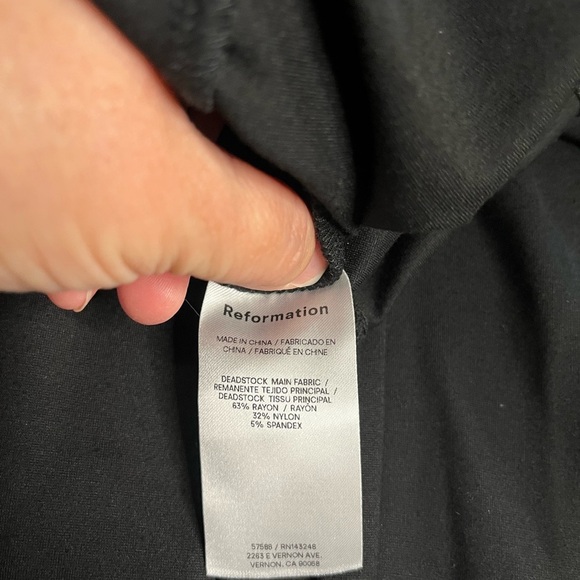 Reformation
MADE IN CHINA / FABRICADO EN
CHINA / FABRIQUÉ EN CHINE
DEADSTOCK MAIN FABRIC /
REMANENTE TEJIDO PRINCIPAL /
DEADSTOCK TISSU PRINCIPAL
63% RAYON / RAYÓN
32% NYLON
5% SPANDEX
57588 / RN143248
2263 E VERNON AVE.
VERNON, CA 90058